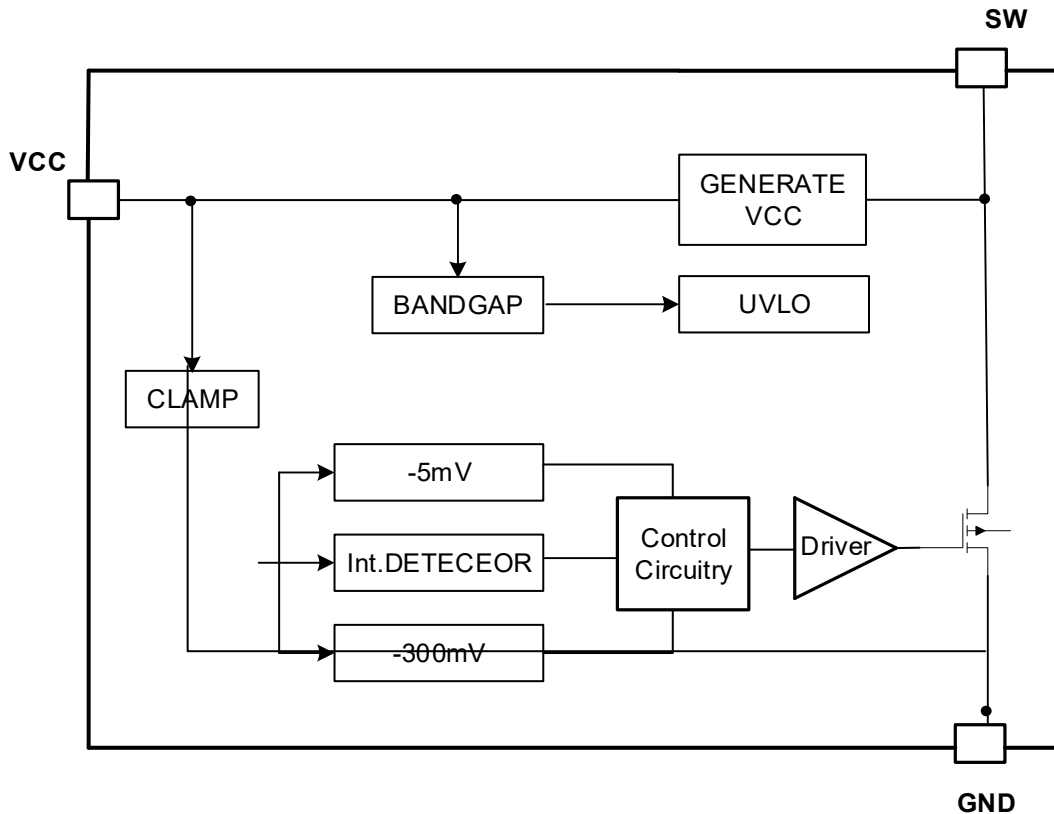 SW
VCC
GENERATE
VCC
BANDGAP
UVLO
CLAMP
-5mV
Int.DETECEOR
Control
Circuitry
Driver
-300mV
GND